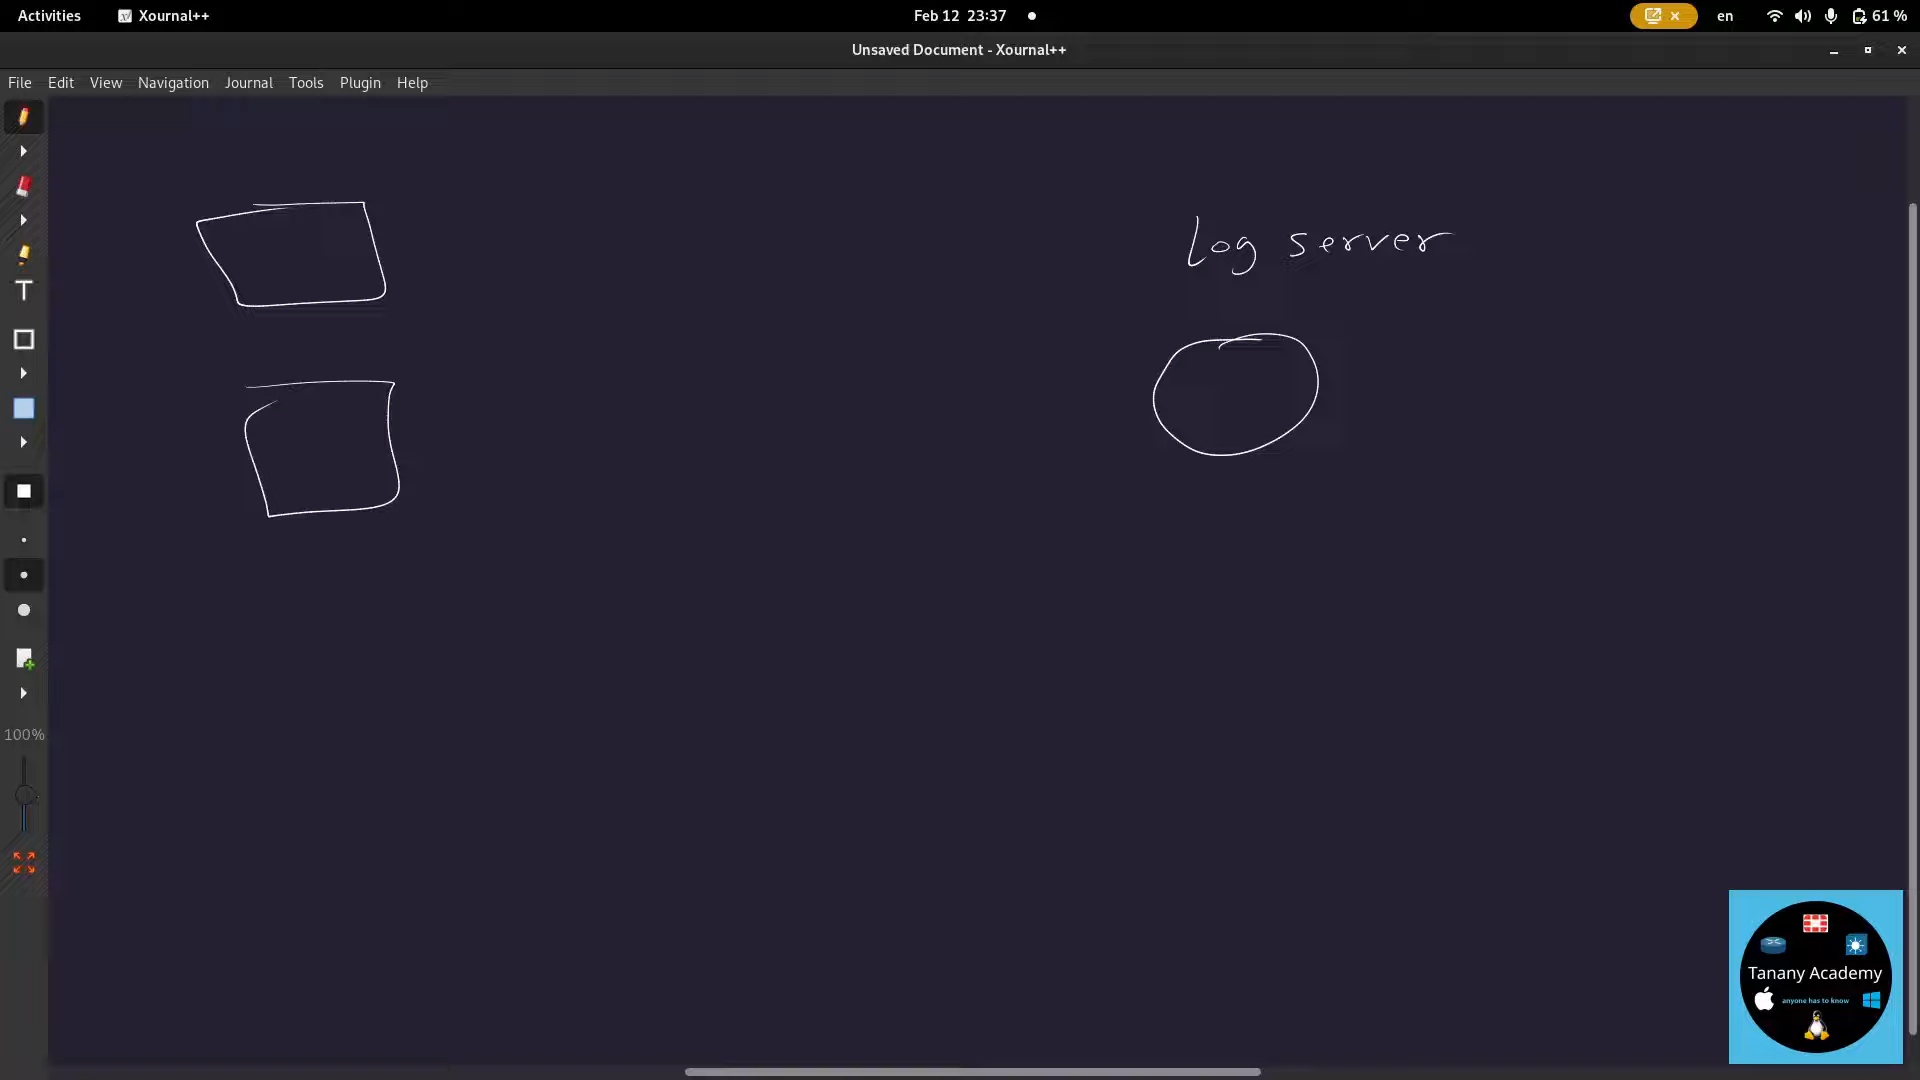 Activities Xournal++ Feb 12 23:37 en 61 %
Unsaved Document - Xournal++
File Edit View Navigation Journal Tools Plugin Help
Log server
100%
Tanany Academy
anyone has to know